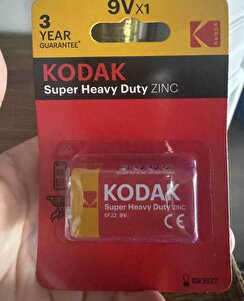 3
YEAR
GUARANTEE*
9V x1
KODAK
KODAK
Super Heavy Duty ZINC
KODAK
Super Heavy Duty ZINC
6F22 9V
CE
09/2027